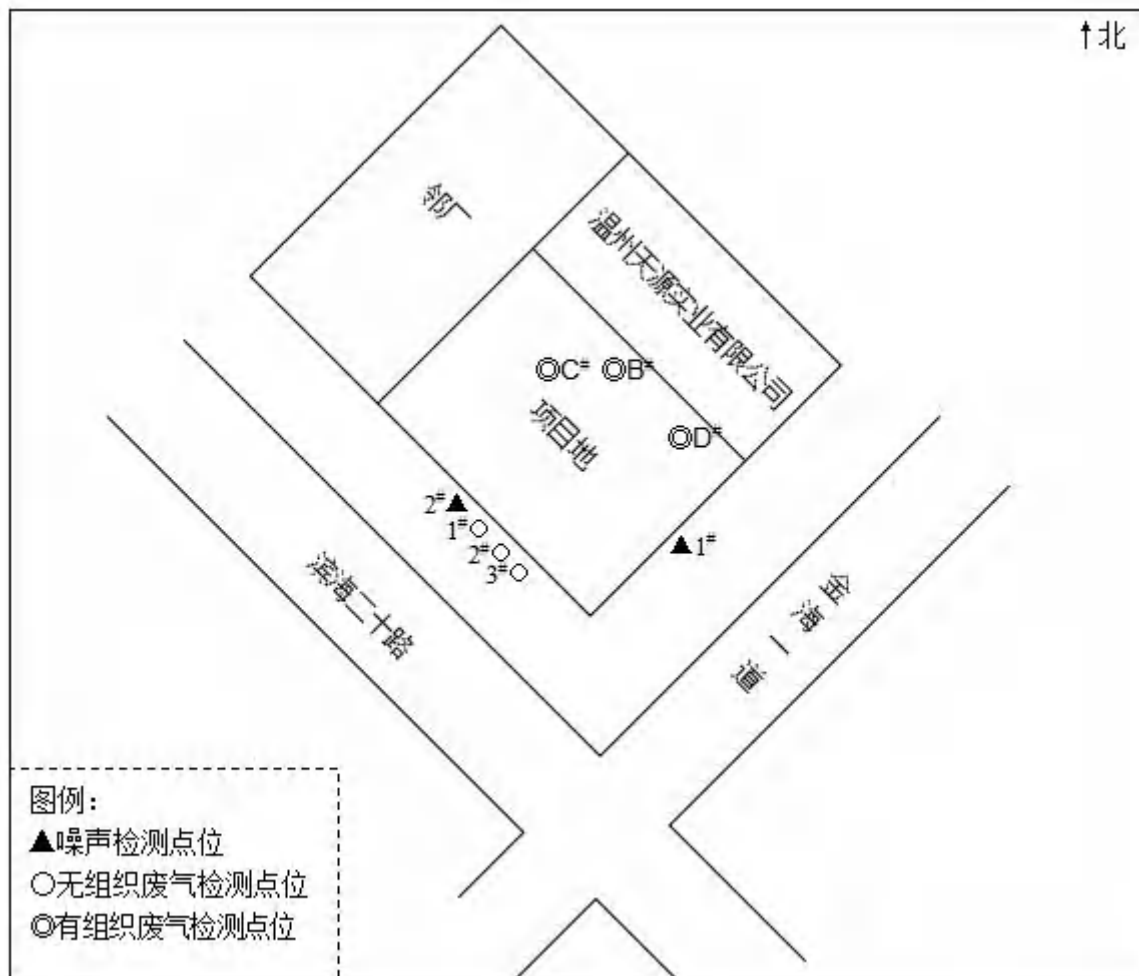 北
邻厂
温州天源实业有限公司
◎C# ◎B#
项目地
◎D#
2#▲
1#○
2#○
3#○
▲1#
滨海二十路
金海一道
图例：
▲噪声检测点位
○无组织废气检测点位
◎有组织废气检测点位